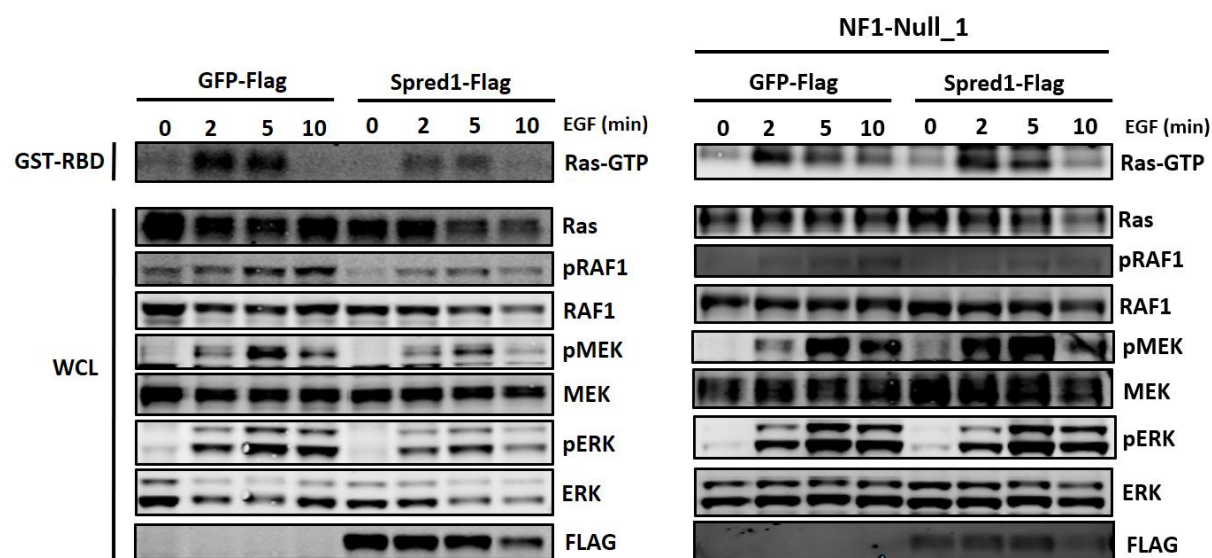 NF1-Null_1
GFP-Flag Spred1-Flag GFP-Flag Spred1-Flag
0 2 5 10 0 2 5 10 EGF (min) 0 2 5 10 0 2 5 10 EGF (min)
GST-RBD Ras-GTP Ras-GTP
Ras Ras
pRAF1 pRAF1
RAF1 RAF1
pMEK pMEK
WCL
MEK MEK
pERK pERK
ERK ERK
FLAG FLAG